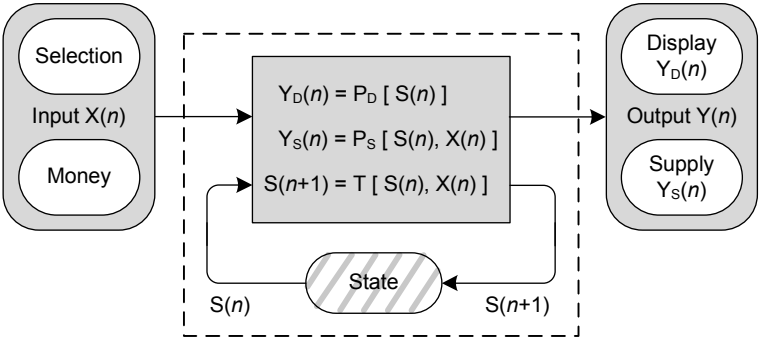 Selection
Input X(n)
Money
Y_D(n) = P_D [ S(n) ]
Y_S(n) = P_S [ S(n), X(n) ]
S(n+1) = T [ S(n), X(n) ]
State
S(n)
S(n+1)
Display
Y_D(n)
Output Y(n)
Supply
Y_S(n)